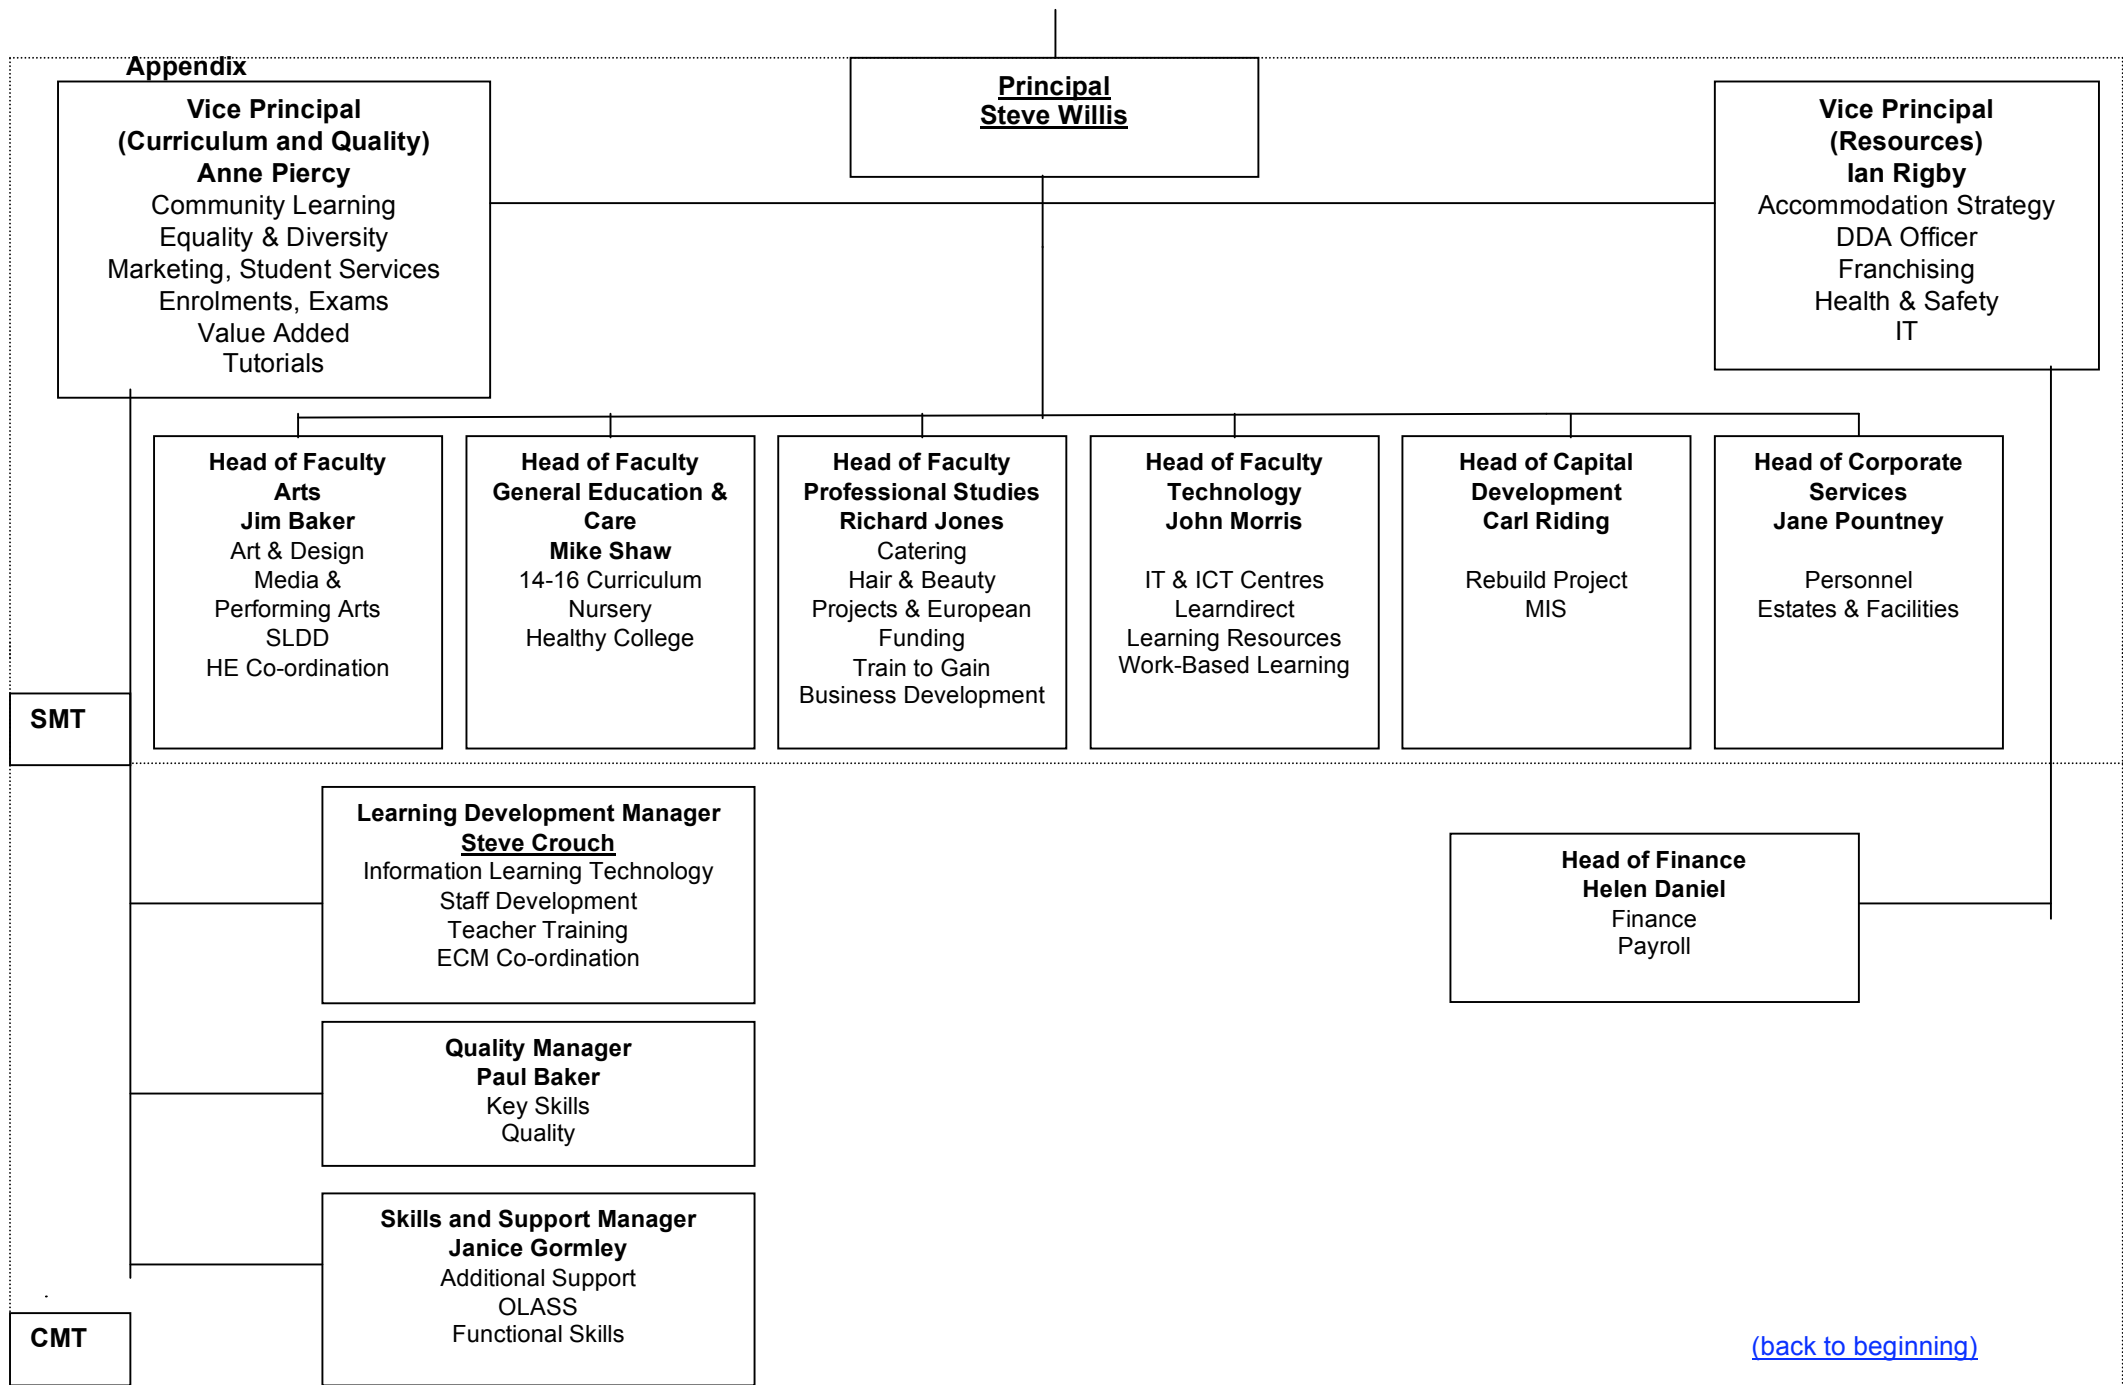 Appendix
Vice Principal
(Curriculum and Quality)
Anne Piercy
Community Learning
Equality & Diversity
Marketing, Student Services
Enrolments, Exams
Value Added
Tutorials
Principal
Steve Willis
Vice Principal
(Resources)
Ian Rigby
Accommodation Strategy
DDA Officer
Franchising
Health & Safety
IT
Head of Faculty
Arts
Jim Baker
Art & Design
Media &
Performing Arts
SLDD
HE Co-ordination
Head of Faculty
General Education &
Care
Mike Shaw
14-16 Curriculum
Nursery
Healthy College
Head of Faculty
Professional Studies
Richard Jones
Catering
Hair & Beauty
Projects & European
Funding
Train to Gain
Business Development
Head of Faculty
Technology
John Morris
IT & ICT Centres
Learndirect
Learning Resources
Work-Based Learning
Head of Capital
Development
Carl Riding
Rebuild Project
MIS
Head of Corporate
Services
Jane Pountney
Personnel
Estates & Facilities
SMT
Learning Development Manager
Steve Crouch
Information Learning Technology
Staff Development
Teacher Training
ECM Co-ordination
Head of Finance
Helen Daniel
Finance
Payroll
Quality Manager
Paul Baker
Key Skills
Quality
Skills and Support Manager
Janice Gormley
Additional Support
OLASS
Functional Skills
.
CMT
(back to beginning)